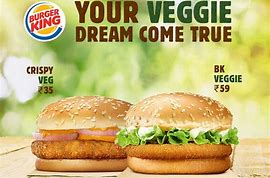 BURGER
KING
YOUR VEGGIE
DREAM COME TRUE
CRISPY
VEG
₹35
BK
VEGGIE
₹59